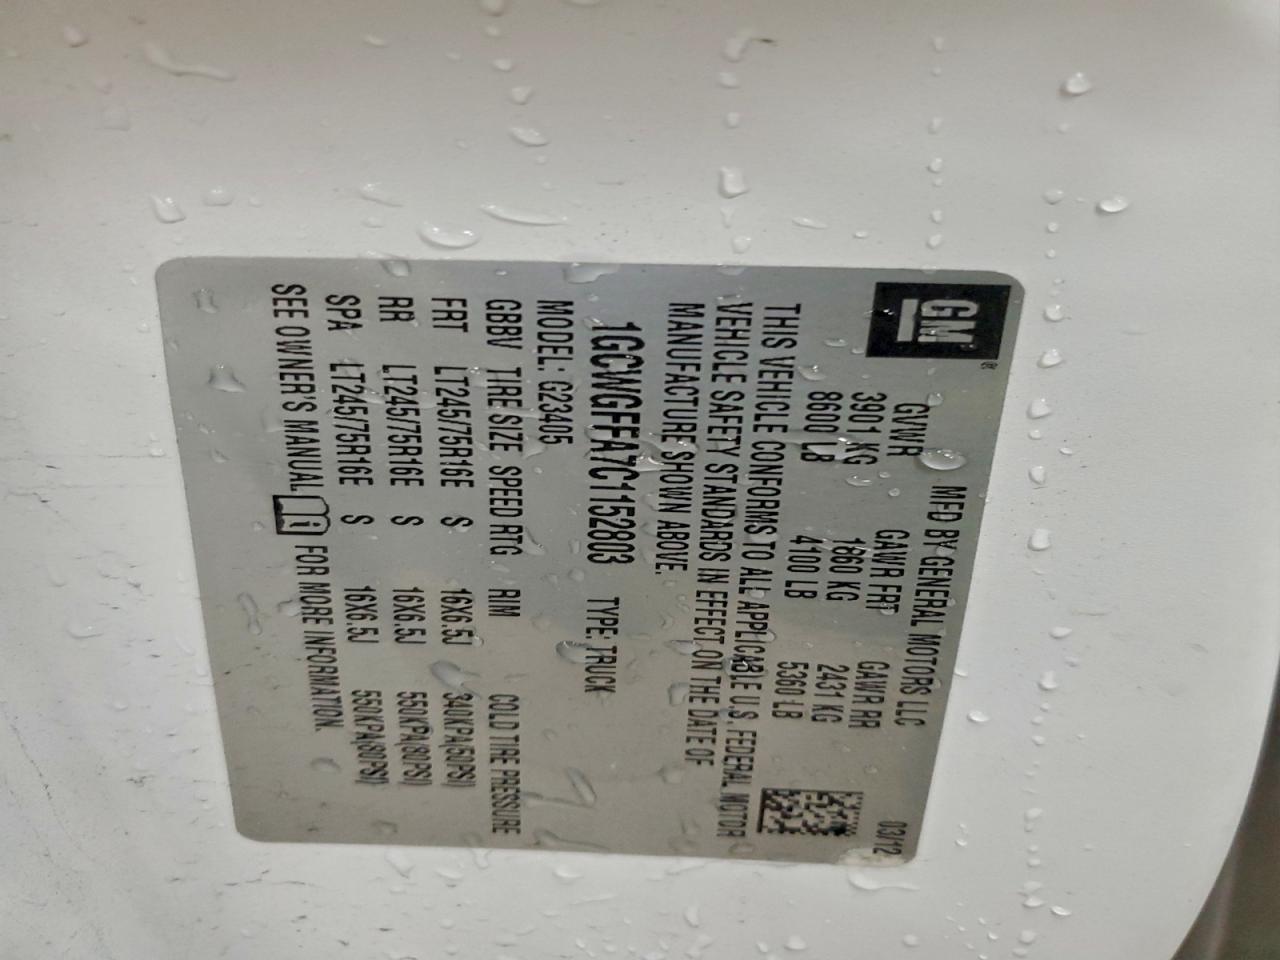 GM®
MFD BY GENERAL MOTORS LLC 03/12
GVWR GAWR FRT GAWR RR
3901 KG 1860 KG 2431 KG
8600 LB 4100 LB 5360 LB
THIS VEHICLE CONFORMS TO ALL APPLICABLE U.S. FEDERAL MOTOR
VEHICLE SAFETY STANDARDS IN EFFECT ON THE DATE OF
MANUFACTURE SHOWN ABOVE.
1GCWGFFA7C1152803 TYPE: TRUCK
MODEL: G23405
GBBV TIRE SIZE SPEED RTG RIM COLD TIRE PRESSURE
FRT LT245/75R16E S 16X6.5J 340KPA(50PSI)
RR LT245/75R16E S 16X6.5J 550KPA(80PSI)
SPA LT245/75R16E S 16X6.5J 550KPA(80PSI)
SEE OWNER'S MANUAL FOR MORE INFORMATION.